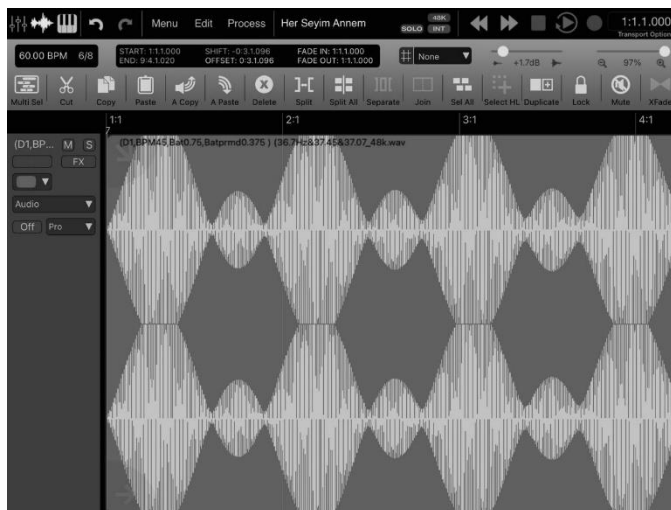 Menu Edit Process Her Seyim Annem SOLO 48K INT 1:1.1.000
Transport Option
60.00 BPM 6/8 START: 1:1.1.000 SHIFT: -0:3.1.096 FADE IN: 1:1.1.000 None +1.7dB 97%
END: 9:4.1.020 OFFSET: 0:3.1.096 FADE OUT: 1:1.1.000
Multi Sel Cut Copy Paste A Copy A Paste Delete Split Split All Separate Join Sel All Select HL Duplicate Lock Mute XFade
1:1 2:1 3:1 4:1
(D1,BP... M S (D1,BPM45,Bat0.75,Batprmd0.375 ) (36.7Hz&37.45&37.07_48k.wav
FX
Audio
Off Pro